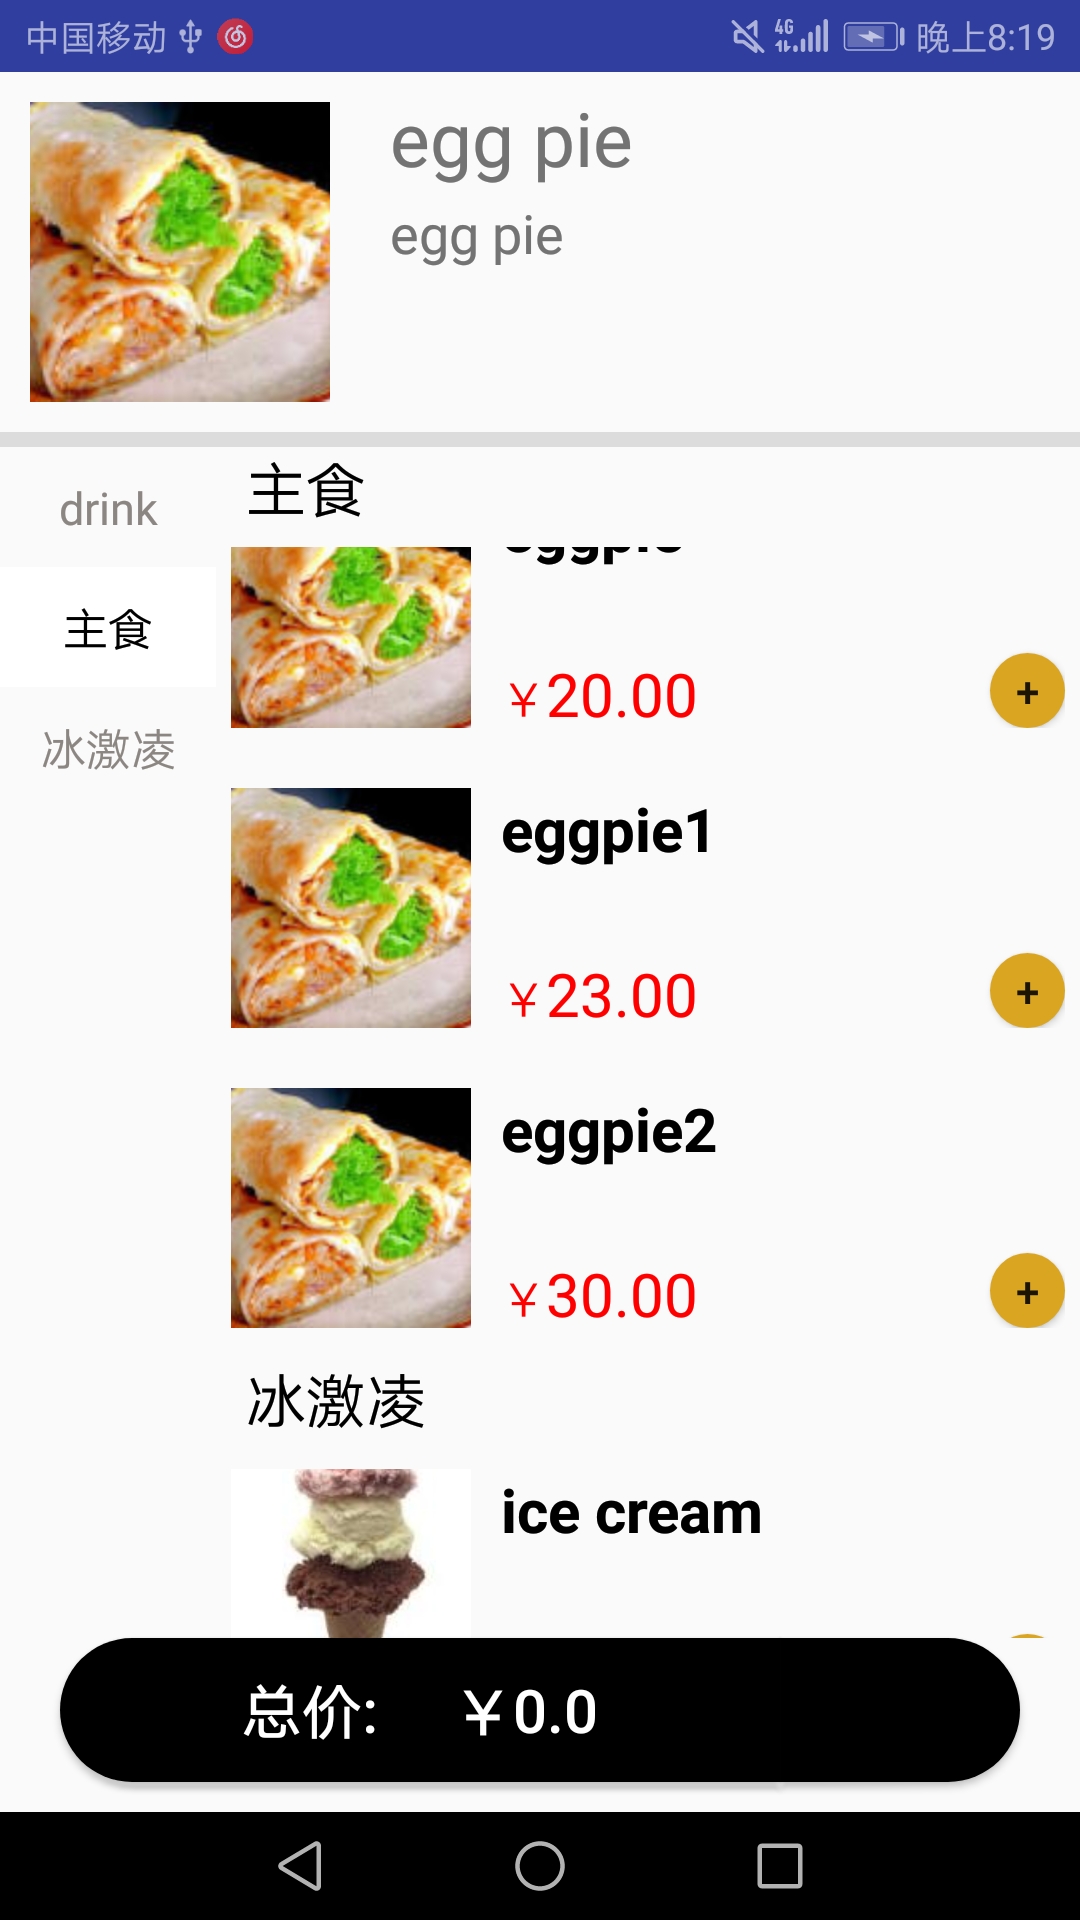 中国移动 4G 晚上8:19
egg pie
egg pie
drink
主食
冰激凌
主食
eggpie
¥20.00
+
eggpie1
¥23.00
+
eggpie2
¥30.00
+
冰激凌
ice cream
总价: ¥0.0